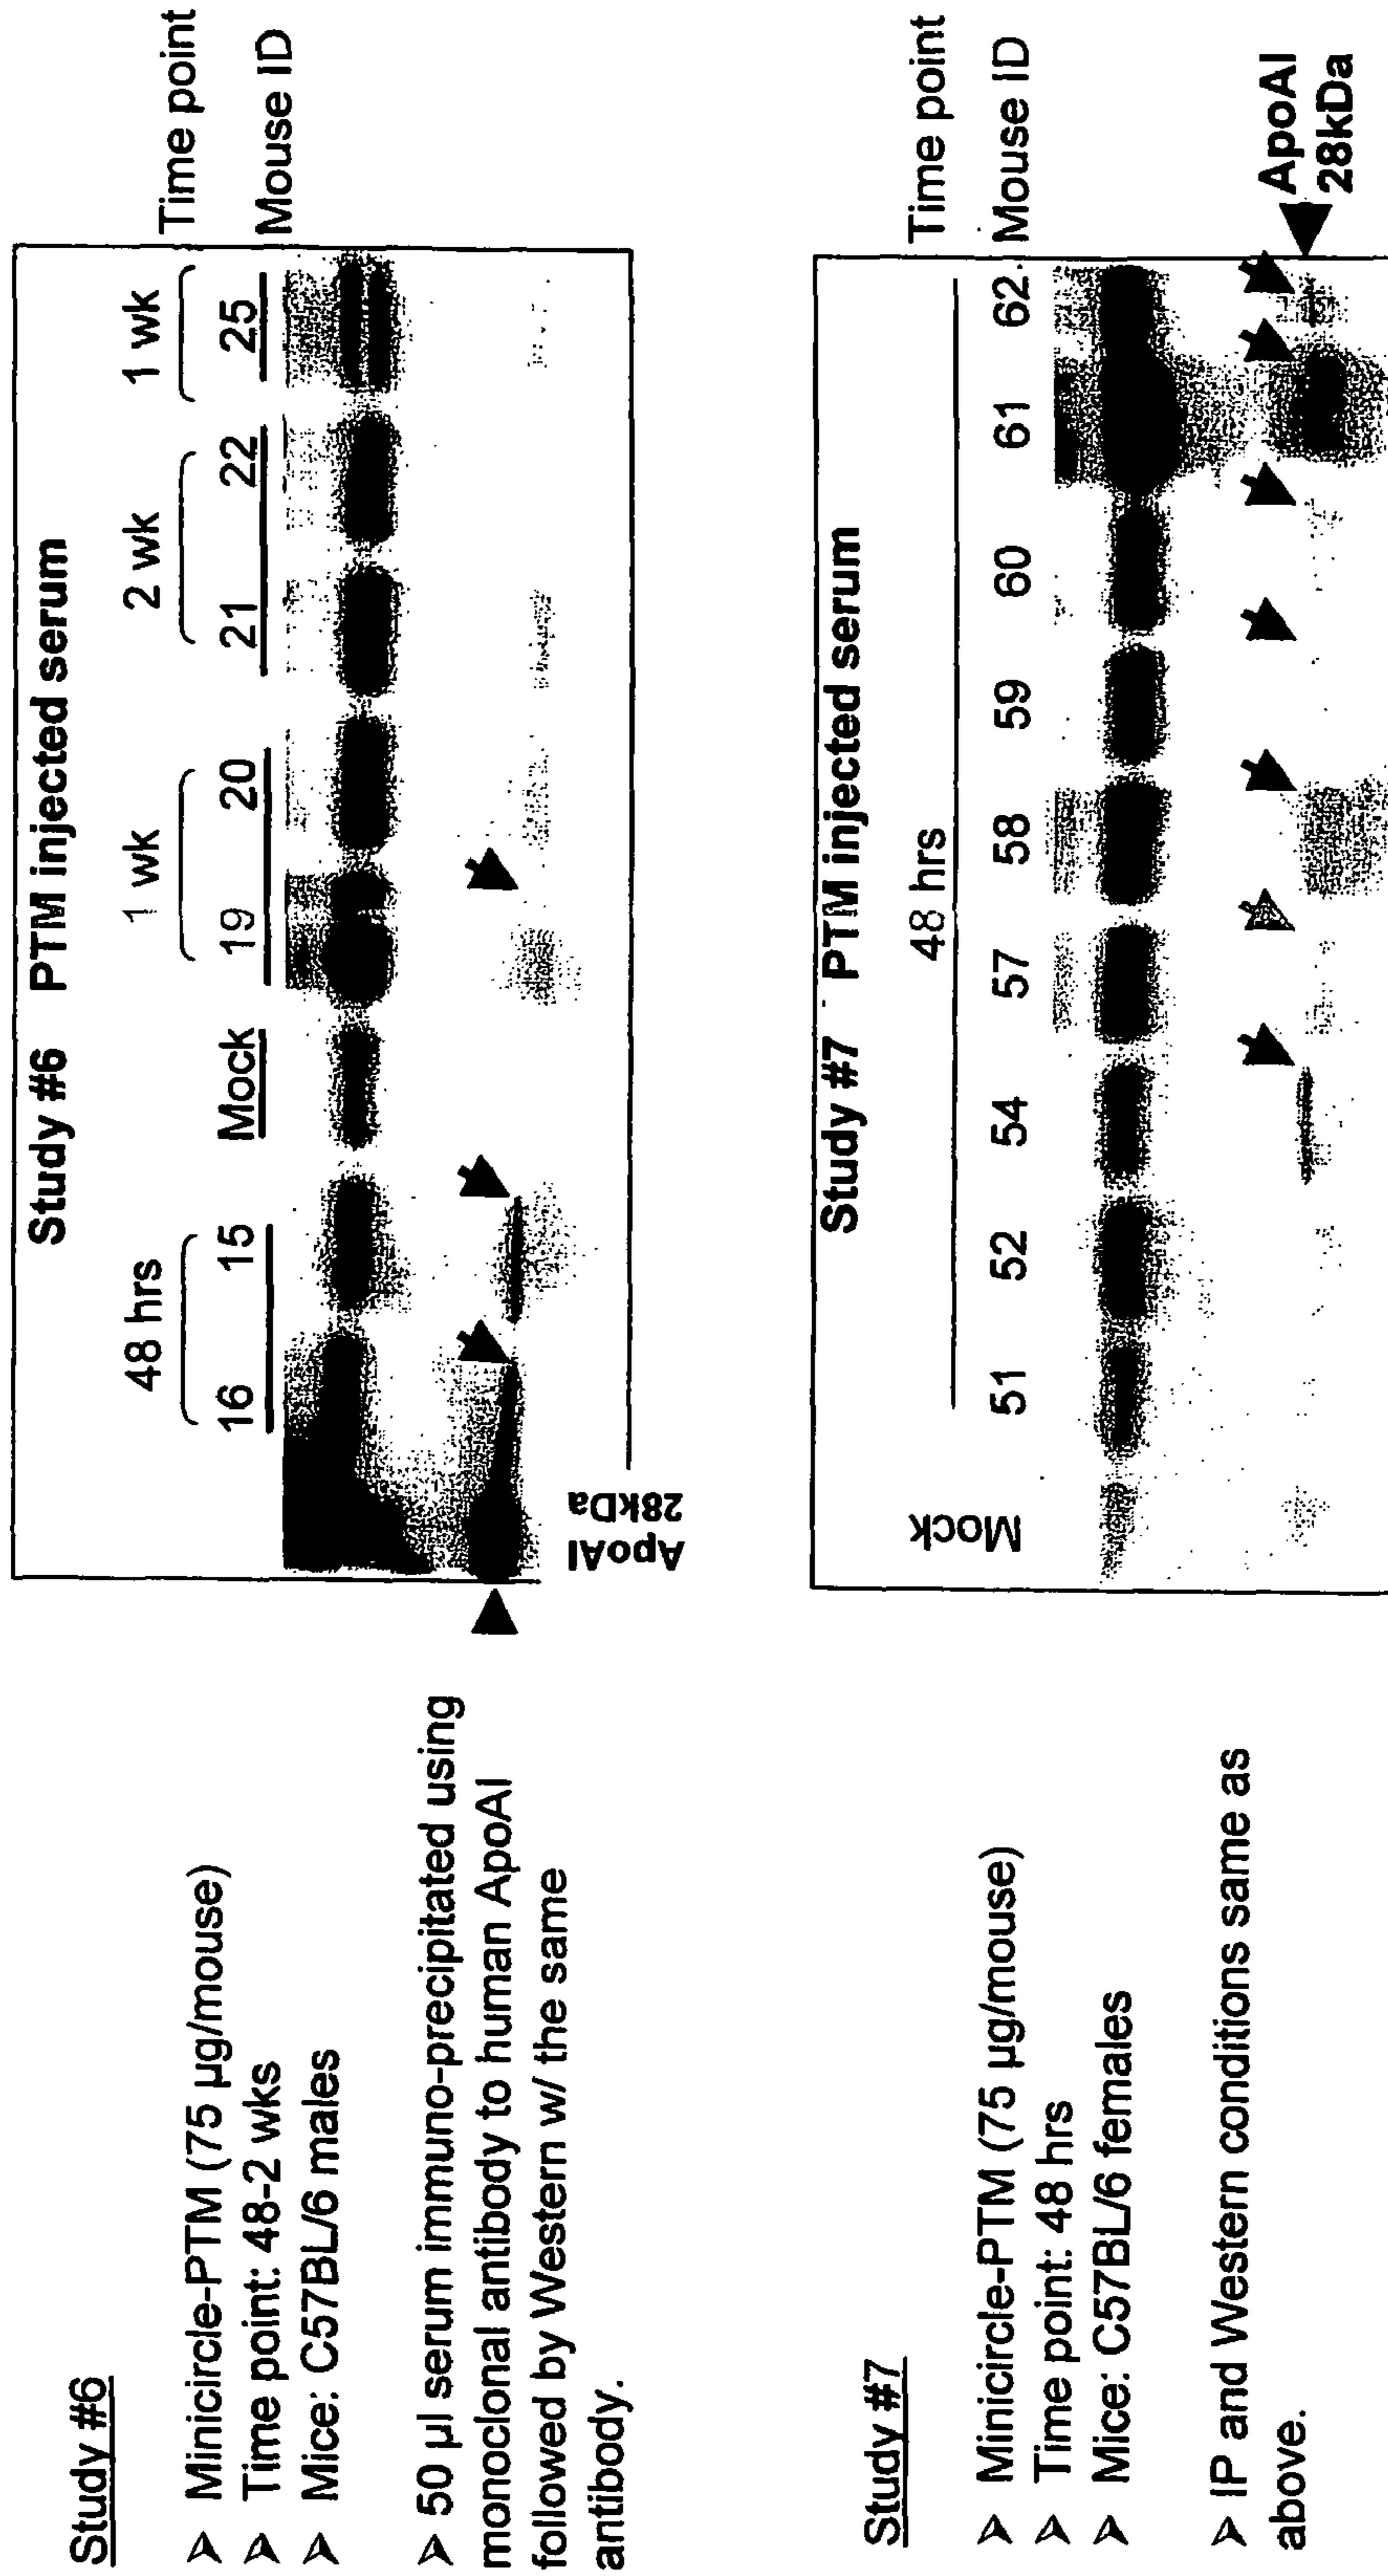 Study #6
➢ Minicircle-PTM (75 µg/mouse)
➢ Time point: 48-2 wks
➢ Mice: C57BL/6 males
➢ 50 µl serum immuno-precipitated using
monoclonal antibody to human ApoAI
followed by Western w/ the same
antibody.
Study #6 PTM injected serum
48 hrs 1 wk 2 wk 1 wk Time point
16 15 Mock 19 20 21 22 25 Mouse ID
ApoAI
28kDa
Study #7
➢ Minicircle-PTM (75 µg/mouse)
➢ Time point: 48 hrs
➢ Mice: C57BL/6 females
➢ IP and Western conditions same as
above.
Study #7 PTM injected serum
48 hrs Time point
Mock 51 52 54 57 58 59 60 61 62 Mouse ID
ApoAI
28kDa